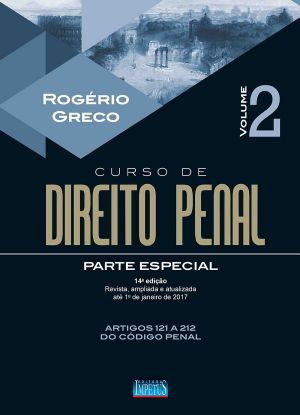 ROGÉRIO
GRECO
VOLUME 2
CURSO DE
DIREITO PENAL
PARTE ESPECIAL
14ª edição
Revista, ampliada e atualizada
até 1º de janeiro de 2017
ARTIGOS 121 A 212
DO CÓDIGO PENAL
EDITORA
IMPETUS